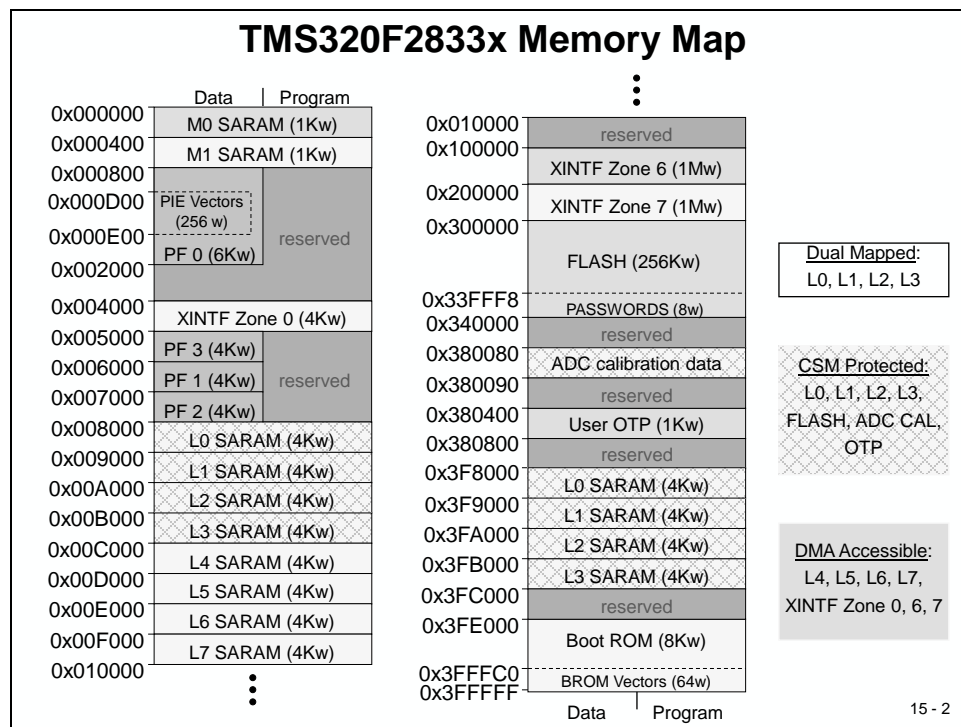 TMS320F2833x Memory Map
Data | Program
0x000000
M0 SARAM (1Kw)
0x000400
M1 SARAM (1Kw)
0x000800
0x000D00
PIE Vectors
(256 w)
0x000E00
reserved
PF 0 (6Kw)
0x002000
0x004000
XINTF Zone 0 (4Kw)
0x005000
PF 3 (4Kw)
0x006000
PF 1 (4Kw)
reserved
0x007000
PF 2 (4Kw)
0x008000
L0 SARAM (4Kw)
0x009000
L1 SARAM (4Kw)
0x00A000
L2 SARAM (4Kw)
0x00B000
L3 SARAM (4Kw)
0x00C000
L4 SARAM (4Kw)
0x00D000
L5 SARAM (4Kw)
0x00E000
L6 SARAM (4Kw)
0x00F000
L7 SARAM (4Kw)
0x010000
0x010000
reserved
0x100000
XINTF Zone 6 (1Mw)
0x200000
XINTF Zone 7 (1Mw)
0x300000
FLASH (256Kw)
0x33FFF8
PASSWORDS (8w)
0x340000
reserved
0x380080
ADC calibration data
0x380090
reserved
0x380400
User OTP (1Kw)
0x380800
reserved
0x3F8000
L0 SARAM (4Kw)
0x3F9000
L1 SARAM (4Kw)
0x3FA000
L2 SARAM (4Kw)
0x3FB000
L3 SARAM (4Kw)
0x3FC000
reserved
0x3FE000
Boot ROM (8Kw)
0x3FFFC0
BROM Vectors (64w)
0x3FFFFF
Data | Program
Dual Mapped:
L0, L1, L2, L3
CSM Protected:
L0, L1, L2, L3,
FLASH, ADC CAL,
OTP
DMA Accessible:
L4, L5, L6, L7,
XINTF Zone 0, 6, 7
15 - 2